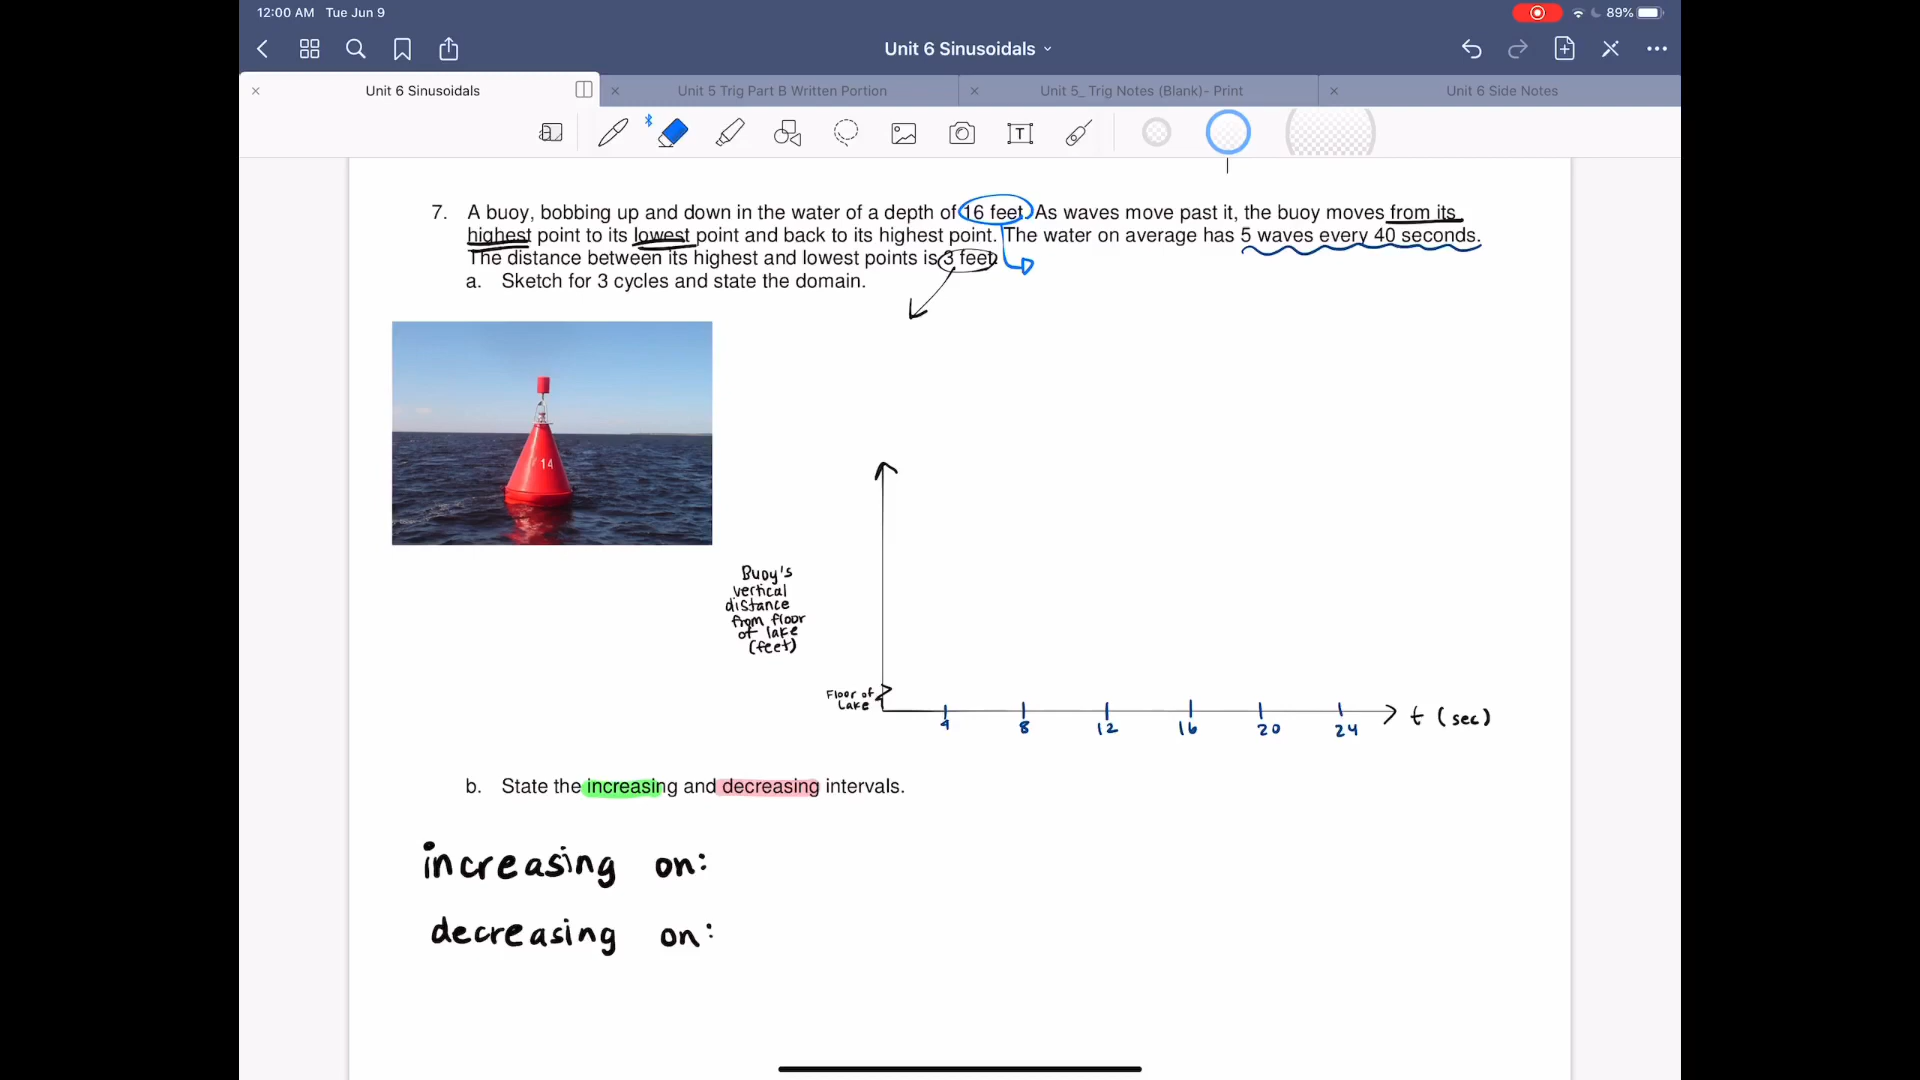 12:00 AM Tue Jun 9
89%
Unit 6 Sinusoidals
Unit 6 Sinusoidals
Unit 5 Trig Part B Written Portion
Unit 5_ Trig Notes (Blank)- Print
Unit 6 Side Notes
T
7. A buoy, bobbing up and down in the water of a depth of 16 feet. As waves move past it, the buoy moves from its
highest point to its lowest point and back to its highest point. The water on average has 5 waves every 40 seconds.
The distance between its highest and lowest points is 3 feet.
a. Sketch for 3 cycles and state the domain.
14
Buoy's
vertical
distance
from floor
of lake
(feet)
Floor of
Lake
4 8 12 16 20 24
t (sec)
b. State the increasing and decreasing intervals.
increasing on:
decreasing on: